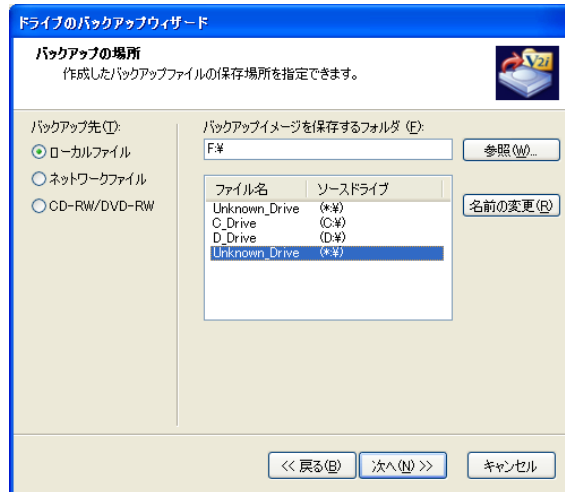 ドライブのバックアップウィザード
バックアップの場所
作成したバックアップファイルの保存場所を指定できます。
V2i
バックアップ先(T):
ローカルファイル
ネットワークファイル
CD-RW/DVD-RW
バックアップイメージを保存するフォルダ (F):
F:¥
参照(W)...
ファイル名 ソースドライブ
Unknown_Drive (*:¥)
C_Drive (C:¥)
D_Drive (D:¥)
Unknown_Drive (*:¥)
名前の変更(R)
<< 戻る(B)
次へ(N) >>
キャンセル